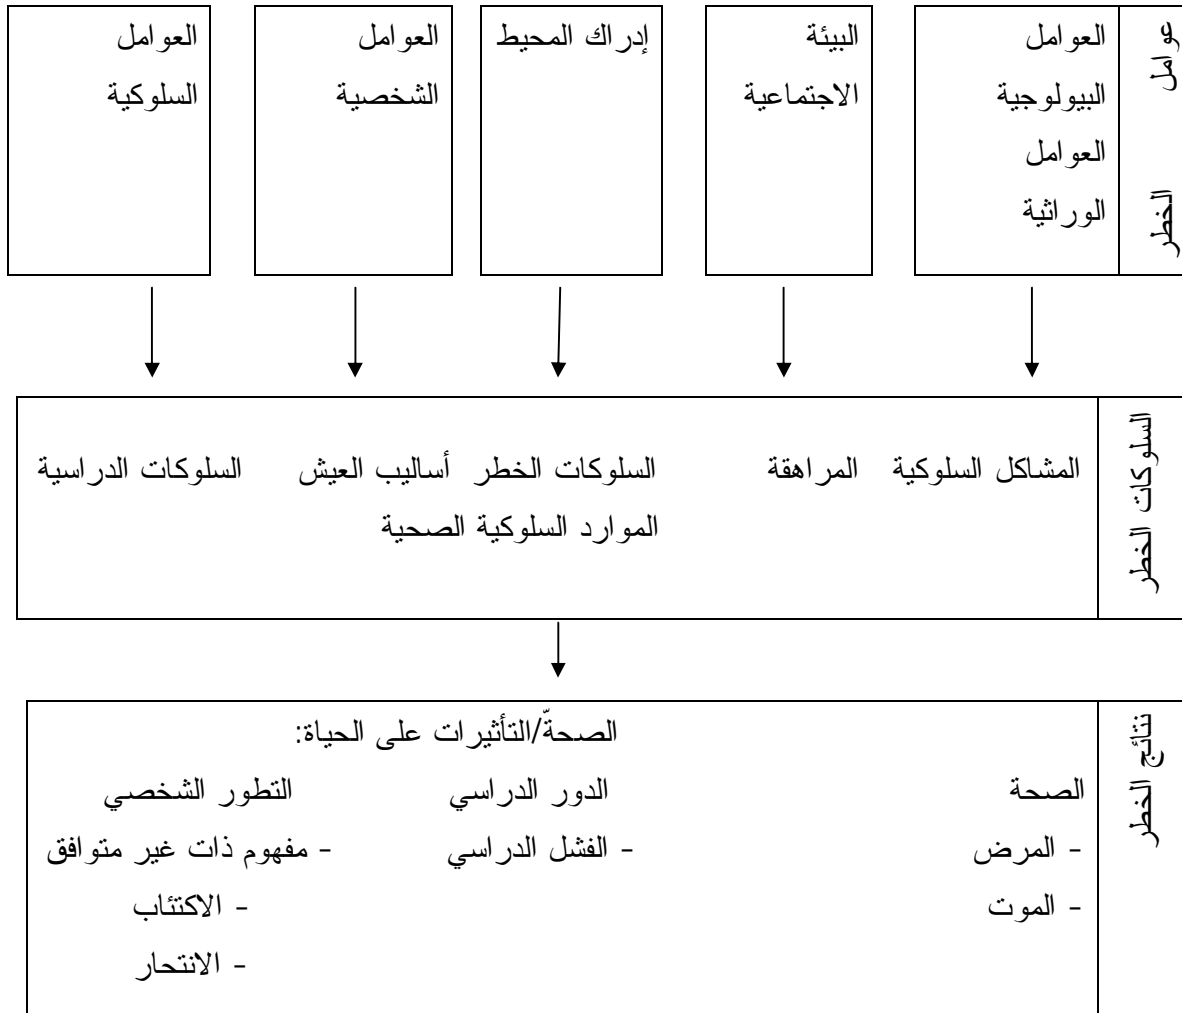 عوامل الخطر
العوامل
البيولوجية
العوامل
الوراثية
البيئة
الاجتماعية
إدراك المحيط
العوامل
الشخصية
العوامل
السلوكية
السلوكات الخطر
المشاكل السلوكية المراهقة السلوكات الخطر أساليب العيش السلوكات الدراسية
الموارد السلوكية الصحية
نتائج الخطر
الصحةّ/التأثيرات على الحياة:
الصحة الدور الدراسي التطور الشخصي
- المرض - الفشل الدراسي - مفهوم ذات غير متوافق
- الموت - الاكتئاب
- الانتحار